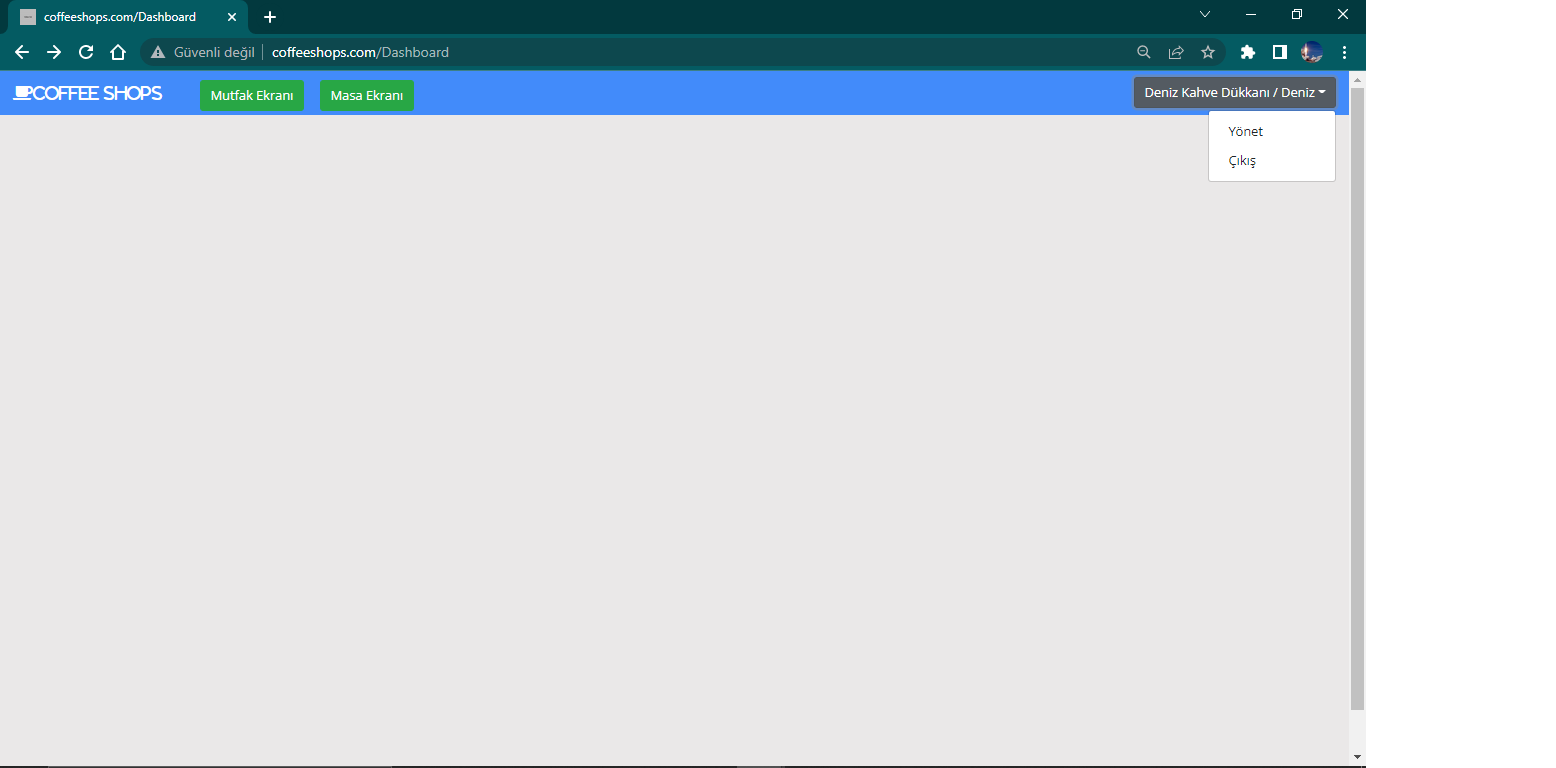 coffeeshops.com/Dashboard
Güvenli değil coffeeshops.com/Dashboard
COFFEE SHOPS
Mutfak Ekranı
Masa Ekranı
Deniz Kahve Dükkanı / Deniz
Yönet
Çıkış